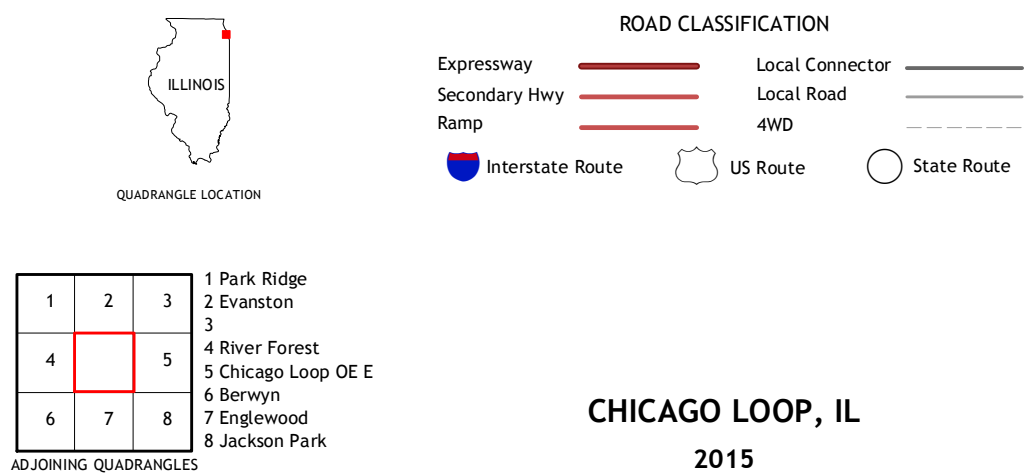 ILLINOIS
QUADRANGLE LOCATION
ROAD CLASSIFICATION
Expressway
Secondary Hwy
Ramp
Local Connector
Local Road
4WD
Interstate Route
US Route
State Route
1 2 3
4 5
6 7 8
ADJOINING QUADRANGLES
1 Park Ridge
2 Evanston
3
4 River Forest
5 Chicago Loop OE E
6 Berwyn
7 Englewood
8 Jackson Park
CHICAGO LOOP, IL
2015